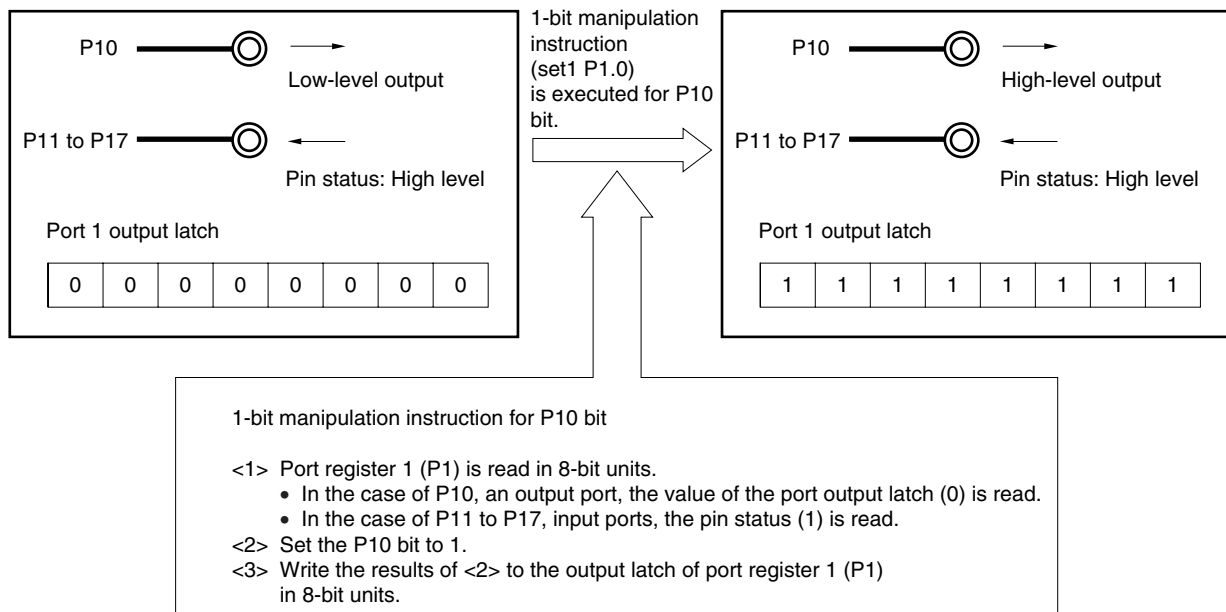 P10
Low-level output
P11 to P17
Pin status: High level
Port 1 output latch
0 0 0 0 0 0 0 0
1-bit manipulation
instruction
(set1 P1.0)
is executed for P10
bit.
P10
High-level output
P11 to P17
Pin status: High level
Port 1 output latch
1 1 1 1 1 1 1 1
1-bit manipulation instruction for P10 bit
<1> Port register 1 (P1) is read in 8-bit units.
• In the case of P10, an output port, the value of the port output latch (0) is read.
• In the case of P11 to P17, input ports, the pin status (1) is read.
<2> Set the P10 bit to 1.
<3> Write the results of <2> to the output latch of port register 1 (P1)
in 8-bit units.